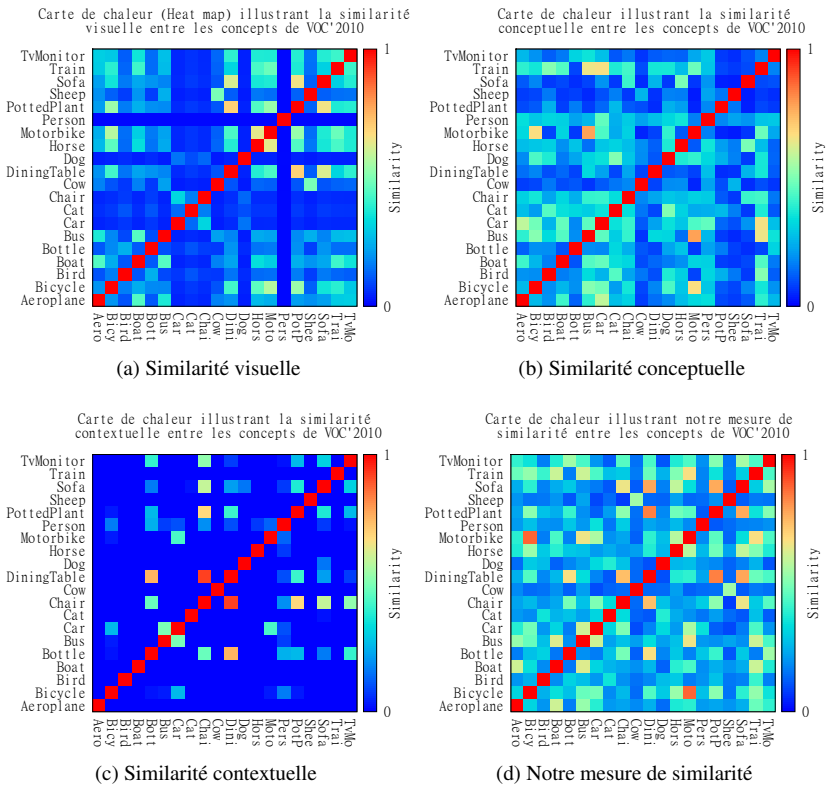 Carte de chaleur (Heat map) illustrant la similarité
visuelle entre les concepts de VOC'2010
TvMonitor
Train
Sofa
Sheep
PottedPlant
Person
Motorbike
Horse
Dog
DiningTable
Cow
Chair
Cat
Car
Bus
Bottle
Boat
Bird
Bicycle
Aeroplane
Aero
Bicy
Bird
Boat
Bott
Bus
Car
Cat
Chai
Cow
Dini
Dog
Hors
Moto
Pers
PotP
Shee
Sofa
Trai
TvMo
1
Similarity
0
(a) Similarité visuelle
Carte de chaleur illustrant la similarité
conceptuelle entre les concepts de VOC'2010
TvMonitor
Train
Sofa
Sheep
PottedPlant
Person
Motorbike
Horse
Dog
DiningTable
Cow
Chair
Cat
Car
Bus
Bottle
Boat
Bird
Bicycle
Aeroplane
Aero
Bicy
Bird
Boat
Bott
Bus
Car
Cat
Chai
Cow
Dini
Dog
Hors
Moto
Pers
PotP
Shee
Sofa
Trai
TvMo
1
Similarity
0
(b) Similarité conceptuelle
Carte de chaleur illustrant la similarité
contextuelle entre les concepts de VOC'2010
TvMonitor
Train
Sofa
Sheep
PottedPlant
Person
Motorbike
Horse
Dog
DiningTable
Cow
Chair
Cat
Car
Bus
Bottle
Boat
Bird
Bicycle
Aeroplane
Aero
Bicy
Bird
Boat
Bott
Bus
Car
Cat
Chai
Cow
Dini
Dog
Hors
Moto
Pers
PotP
Shee
Sofa
Trai
TvMo
1
Similarity
0
(c) Similarité contextuelle
Carte de chaleur illustrant notre mesure de
similarité entre les concepts de VOC'2010
TvMonitor
Train
Sofa
Sheep
PottedPlant
Person
Motorbike
Horse
Dog
DiningTable
Cow
Chair
Cat
Car
Bus
Bottle
Boat
Bird
Bicycle
Aeroplane
Aero
Bicy
Bird
Boat
Bott
Bus
Car
Cat
Chai
Cow
Dini
Dog
Hors
Moto
Pers
PotP
Shee
Sofa
Trai
TvMo
1
Similarity
0
(d) Notre mesure de similarité